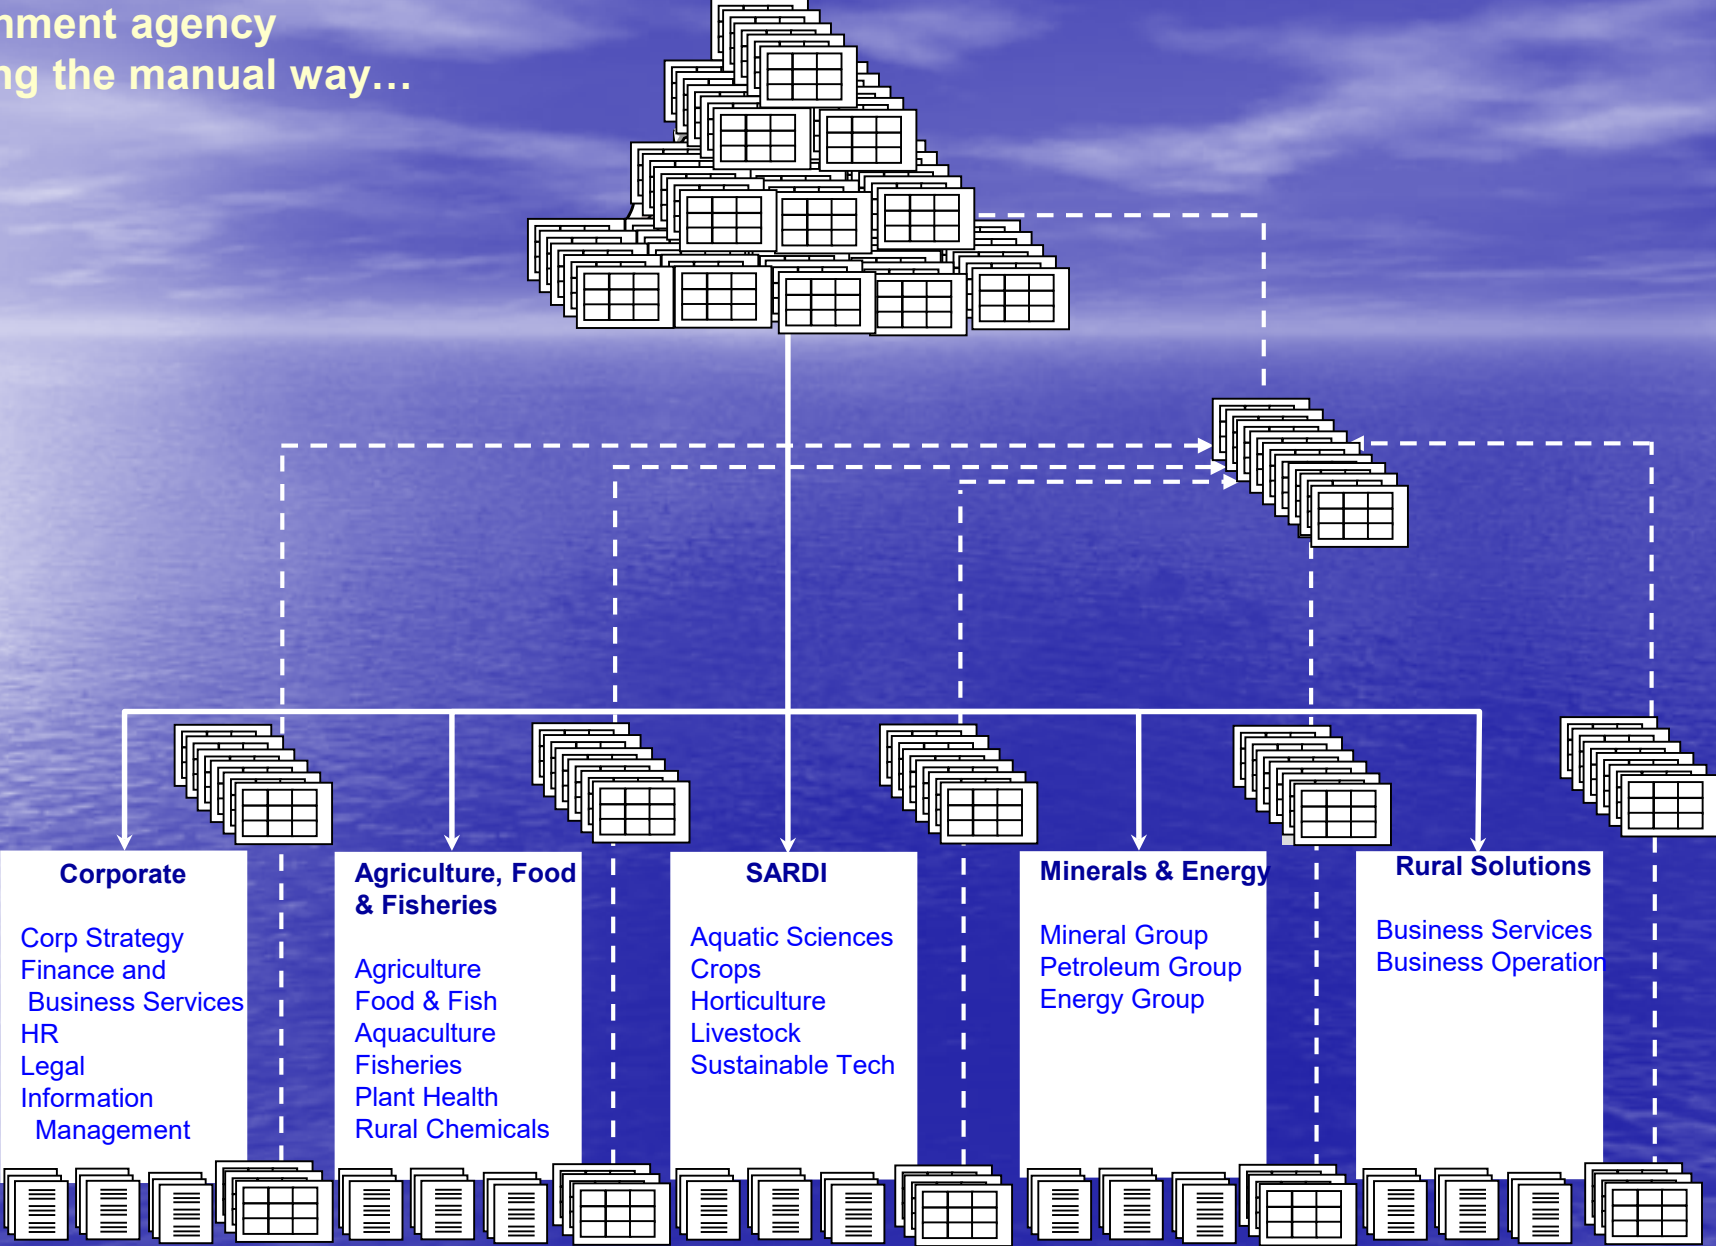 nment agency
ng the manual way...
Corporate
Corp Strategy
Finance and
Business Services
HR
Legal
Information
Management
Agriculture, Food
& Fisheries
Agriculture
Food & Fish
Aquaculture
Fisheries
Plant Health
Rural Chemicals
SARDI
Aquatic Sciences
Crops
Horticulture
Livestock
Sustainable Tech
Minerals & Energy
Mineral Group
Petroleum Group
Energy Group
Rural Solutions
Business Services
Business Operation